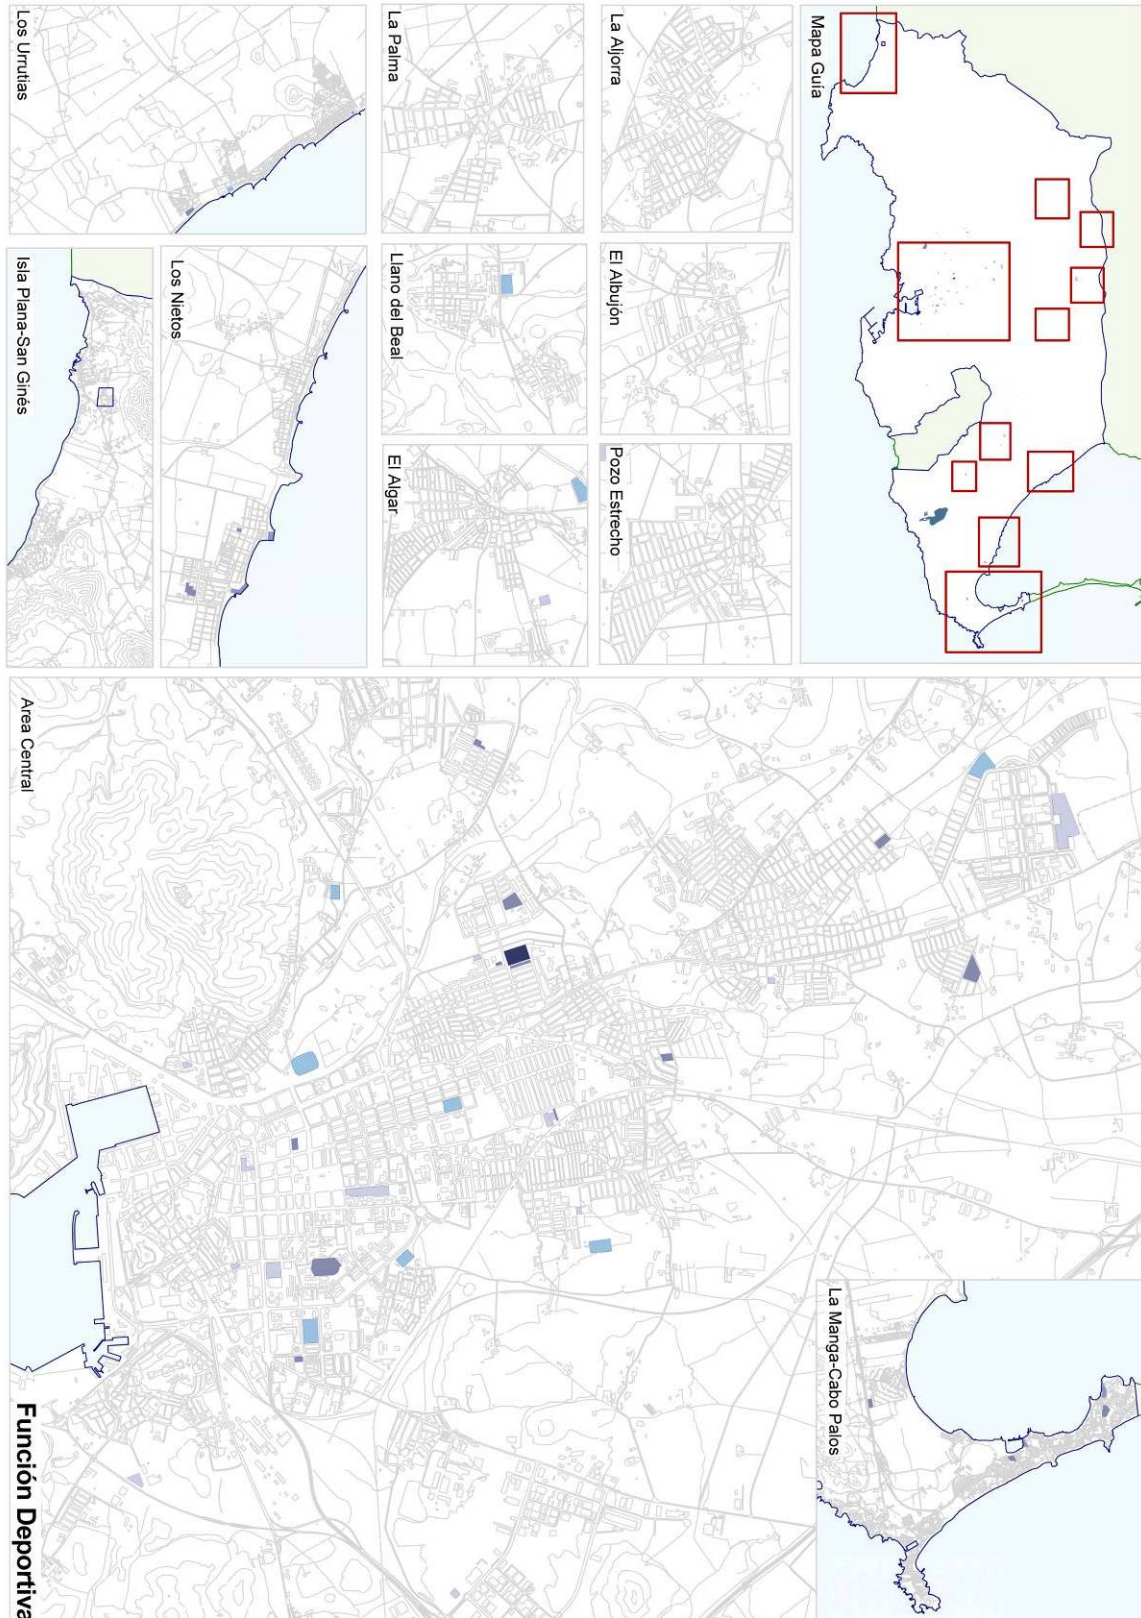 Mapa Guía
La Aljorra
La Palma
Los Urrutias
El Albujón
Llano del Beal
Los Nietos
Isla Plana-San Ginés
Pozo Estrecho
El Algar
Area Central
La Manga-Cabo Palos
Función Deportiva